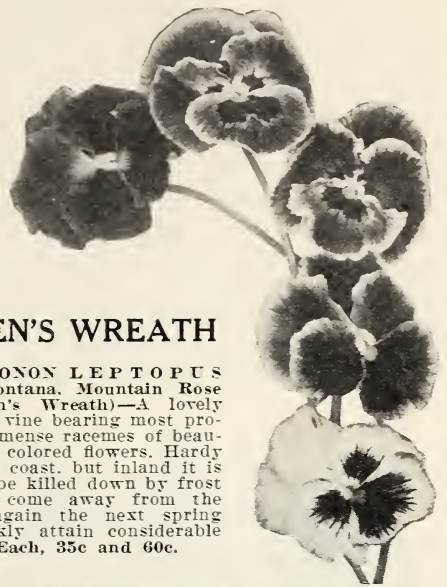 EN'S WREATH
ONON LEPTOPUS
ontana. Mountain Rose
n's Wreath)—A lovely
vine bearing most pro-
mense racemes of beau-
colored flowers. Hardy
coast. but inland it is
be killed down by frost
come away from the
gain the next spring
kly attain considerable
Each, 35c and 60c.